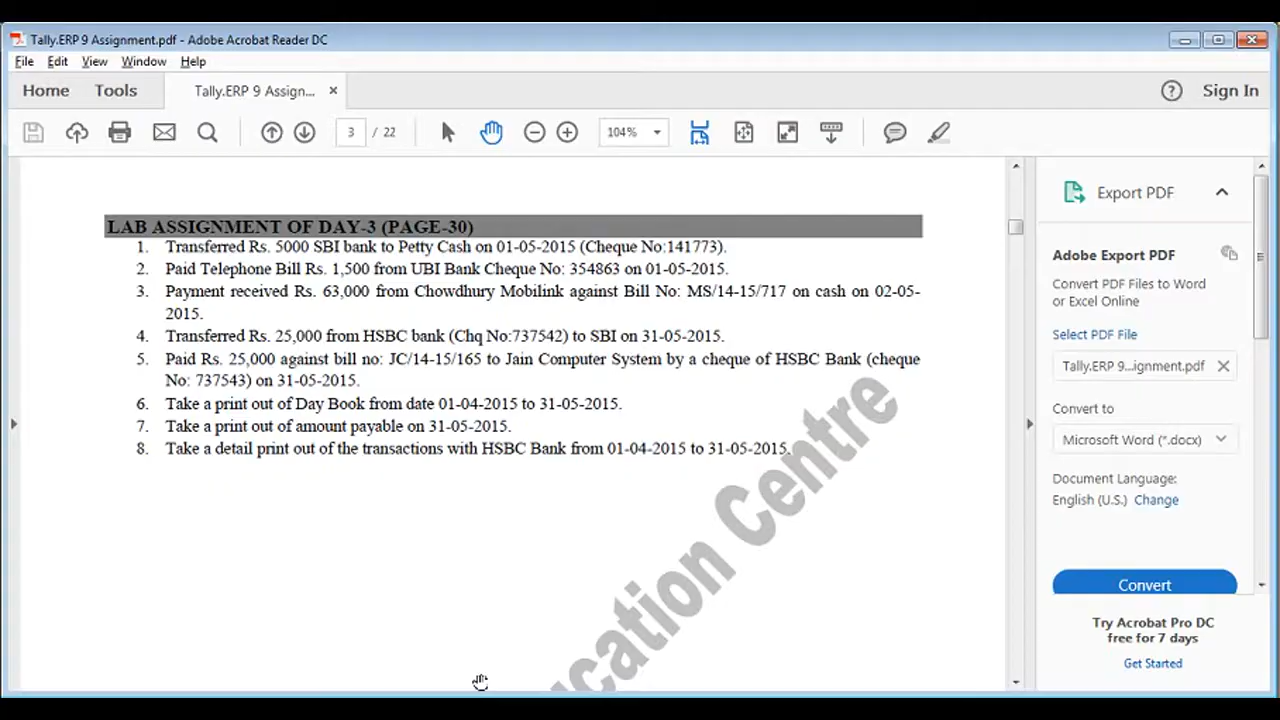 Tally.ERP 9 Assignment.pdf - Adobe Acrobat Reader DC
File Edit View Window Help
Home Tools Tally.ERP 9 Assign... × Sign In
3 / 22 104%
LAB ASSIGNMENT OF DAY-3 (PAGE-30)
1. Transferred Rs. 5000 SBI bank to Petty Cash on 01-05-2015 (Cheque No:141773).
2. Paid Telephone Bill Rs. 1,500 from UBI Bank Cheque No: 354863 on 01-05-2015.
3. Payment received Rs. 63,000 from Chowdhury Mobilink against Bill No: MS/14-15/717 on cash on 02-05-
2015.
4. Transferred Rs. 25,000 from HSBC bank (Chq No:737542) to SBI on 31-05-2015.
5. Paid Rs. 25,000 against bill no: JC/14-15/165 to Jain Computer System by a cheque of HSBC Bank (cheque
No: 737543) on 31-05-2015.
6. Take a print out of Day Book from date 01-04-2015 to 31-05-2015.
7. Take a print out of amount payable on 31-05-2015.
8. Take a detail print out of the transactions with HSBC Bank from 01-04-2015 to 31-05-2015.
ucation Centre
Export PDF
Adobe Export PDF
Convert PDF Files to Word
or Excel Online
Select PDF File
Tally.ERP 9...ignment.pdf ×
Convert to
Microsoft Word (*.docx)
Document Language:
English (U.S.) Change
Convert
Try Acrobat Pro DC
free for 7 days
Get Started